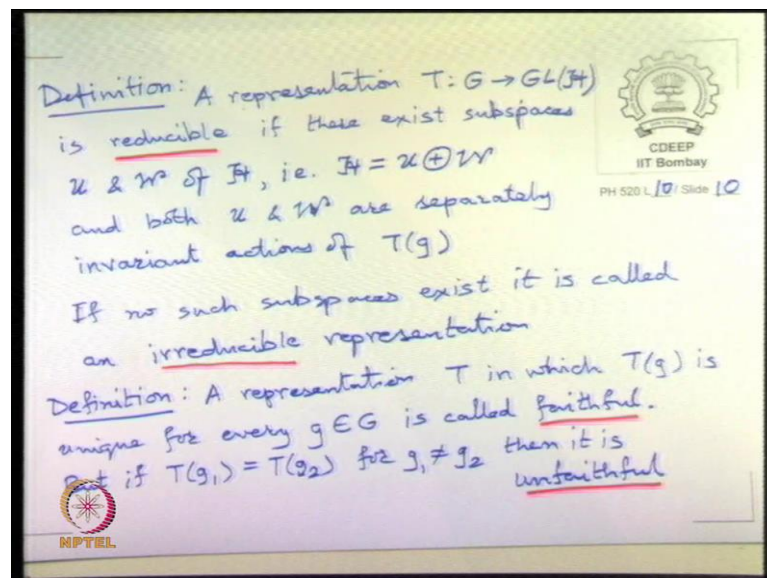 Definition: A representation T: G → GL(H)
is reducible if there exist subspaces
U & W of H, i.e. H = U ⊕ W
and both U & W are separately
invariant actions of T(g)
If no such subspaces exist it is called
an irreducible representation
Definition: A representation T in which T(g) is
unique for every g ∈ G is called faithful.
But if T(g₁) = T(g₂) for g₁ ≠ g₂ then it is
unfaithful
CDEEP
IIT Bombay
PH 520 L 10 / Slide 10
NPTEL